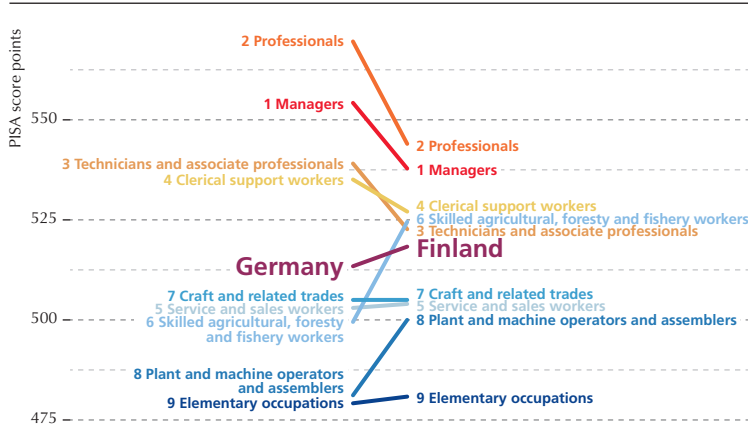 PISA score points
550
525
500
475
2 Professionals
1 Managers
3 Technicians and associate professionals
4 Clerical support workers
Germany
7 Craft and related trades
5 Service and sales workers
6 Skilled agricultural, foresty
and fishery workers
8 Plant and machine operators
and assemblers
9 Elementary occupations
2 Professionals
1 Managers
4 Clerical support workers
6 Skilled agricultural, foresty and fishery workers
3 Technicians and associate professionals
Finland
7 Craft and related trades
5 Service and sales workers
8 Plant and machine operators and assemblers
9 Elementary occupations